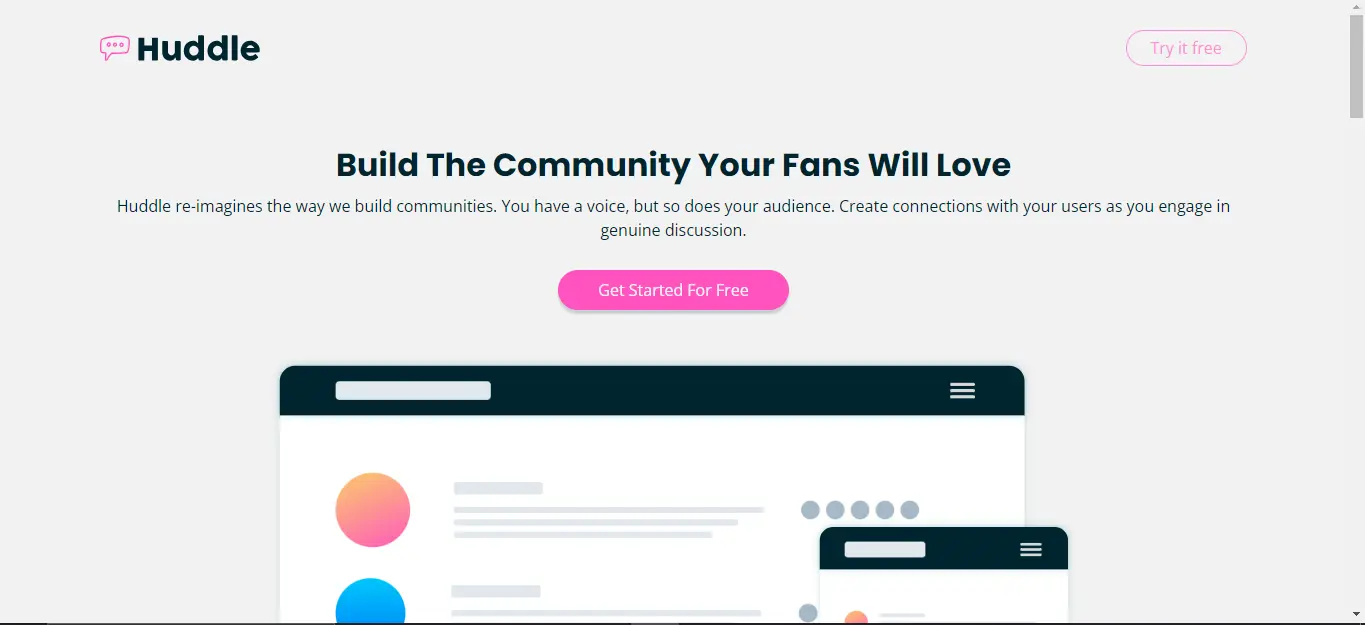 Huddle
Try it free
Build The Community Your Fans Will Love
Huddle re-imagines the way we build communities. You have a voice, but so does your audience. Create connections with your users as you engage in
genuine discussion.
Get Started For Free